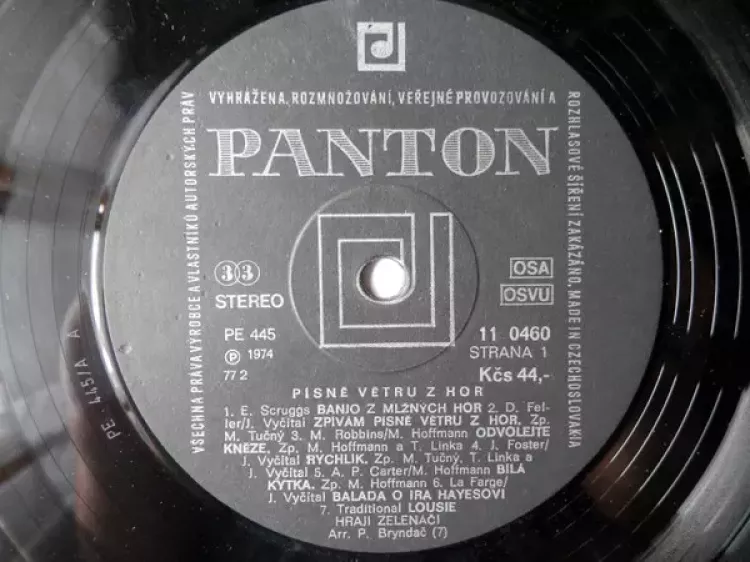 VYHRAŽENA. ROZMNOŽOVÁNÍ, VEŘEJNÉ PROVOZOVÁNÍ A
ROZHLASOVÉ ŠÍŘENÍ ZAKÁZÁNO, MADE IN CZECHOSLOVAKIA
VŠECHNA PRÁVA VÝROBCE A VLASTNÍKŮ AUTORSKÝCH PRÁV
PANTON
33
STEREO
OSA
OSVU
PE 445
11 0460
Ⓟ 1974
STRANA 1
77 2
Kčs 44,-
PÍSNĚ VĚTRU Z HOR
1. E. Scruggs BANJO Z MLŽNÝCH HOR 2. D. Fel-
ler/J. Vyčítal ZPÍVÁM PÍSNĚ VĚTRU Z HOR, Zp.
M. Tučný 3. M. Robbins/M. Hoffmann ODVOLEJTE
KNĚZE, Zp. M. Hoffmann a T. Linka 4. J. Foster/
J. Vyčítal RYCHLÍK. Zp. M. Tučný, T. Linka a
J. Vyčítal 5. A. P. Carter/M. Hoffmann BÍLÁ
KYTKA. Zp. M. Hoffmann 6. La Farge/
J. Vyčítal BALADA O IRA HAYESOVI
7. Traditional LOUSIE
HRAJÍ ZELENÁČI
Arr. P. Bryndač (7)
PE 445/A A